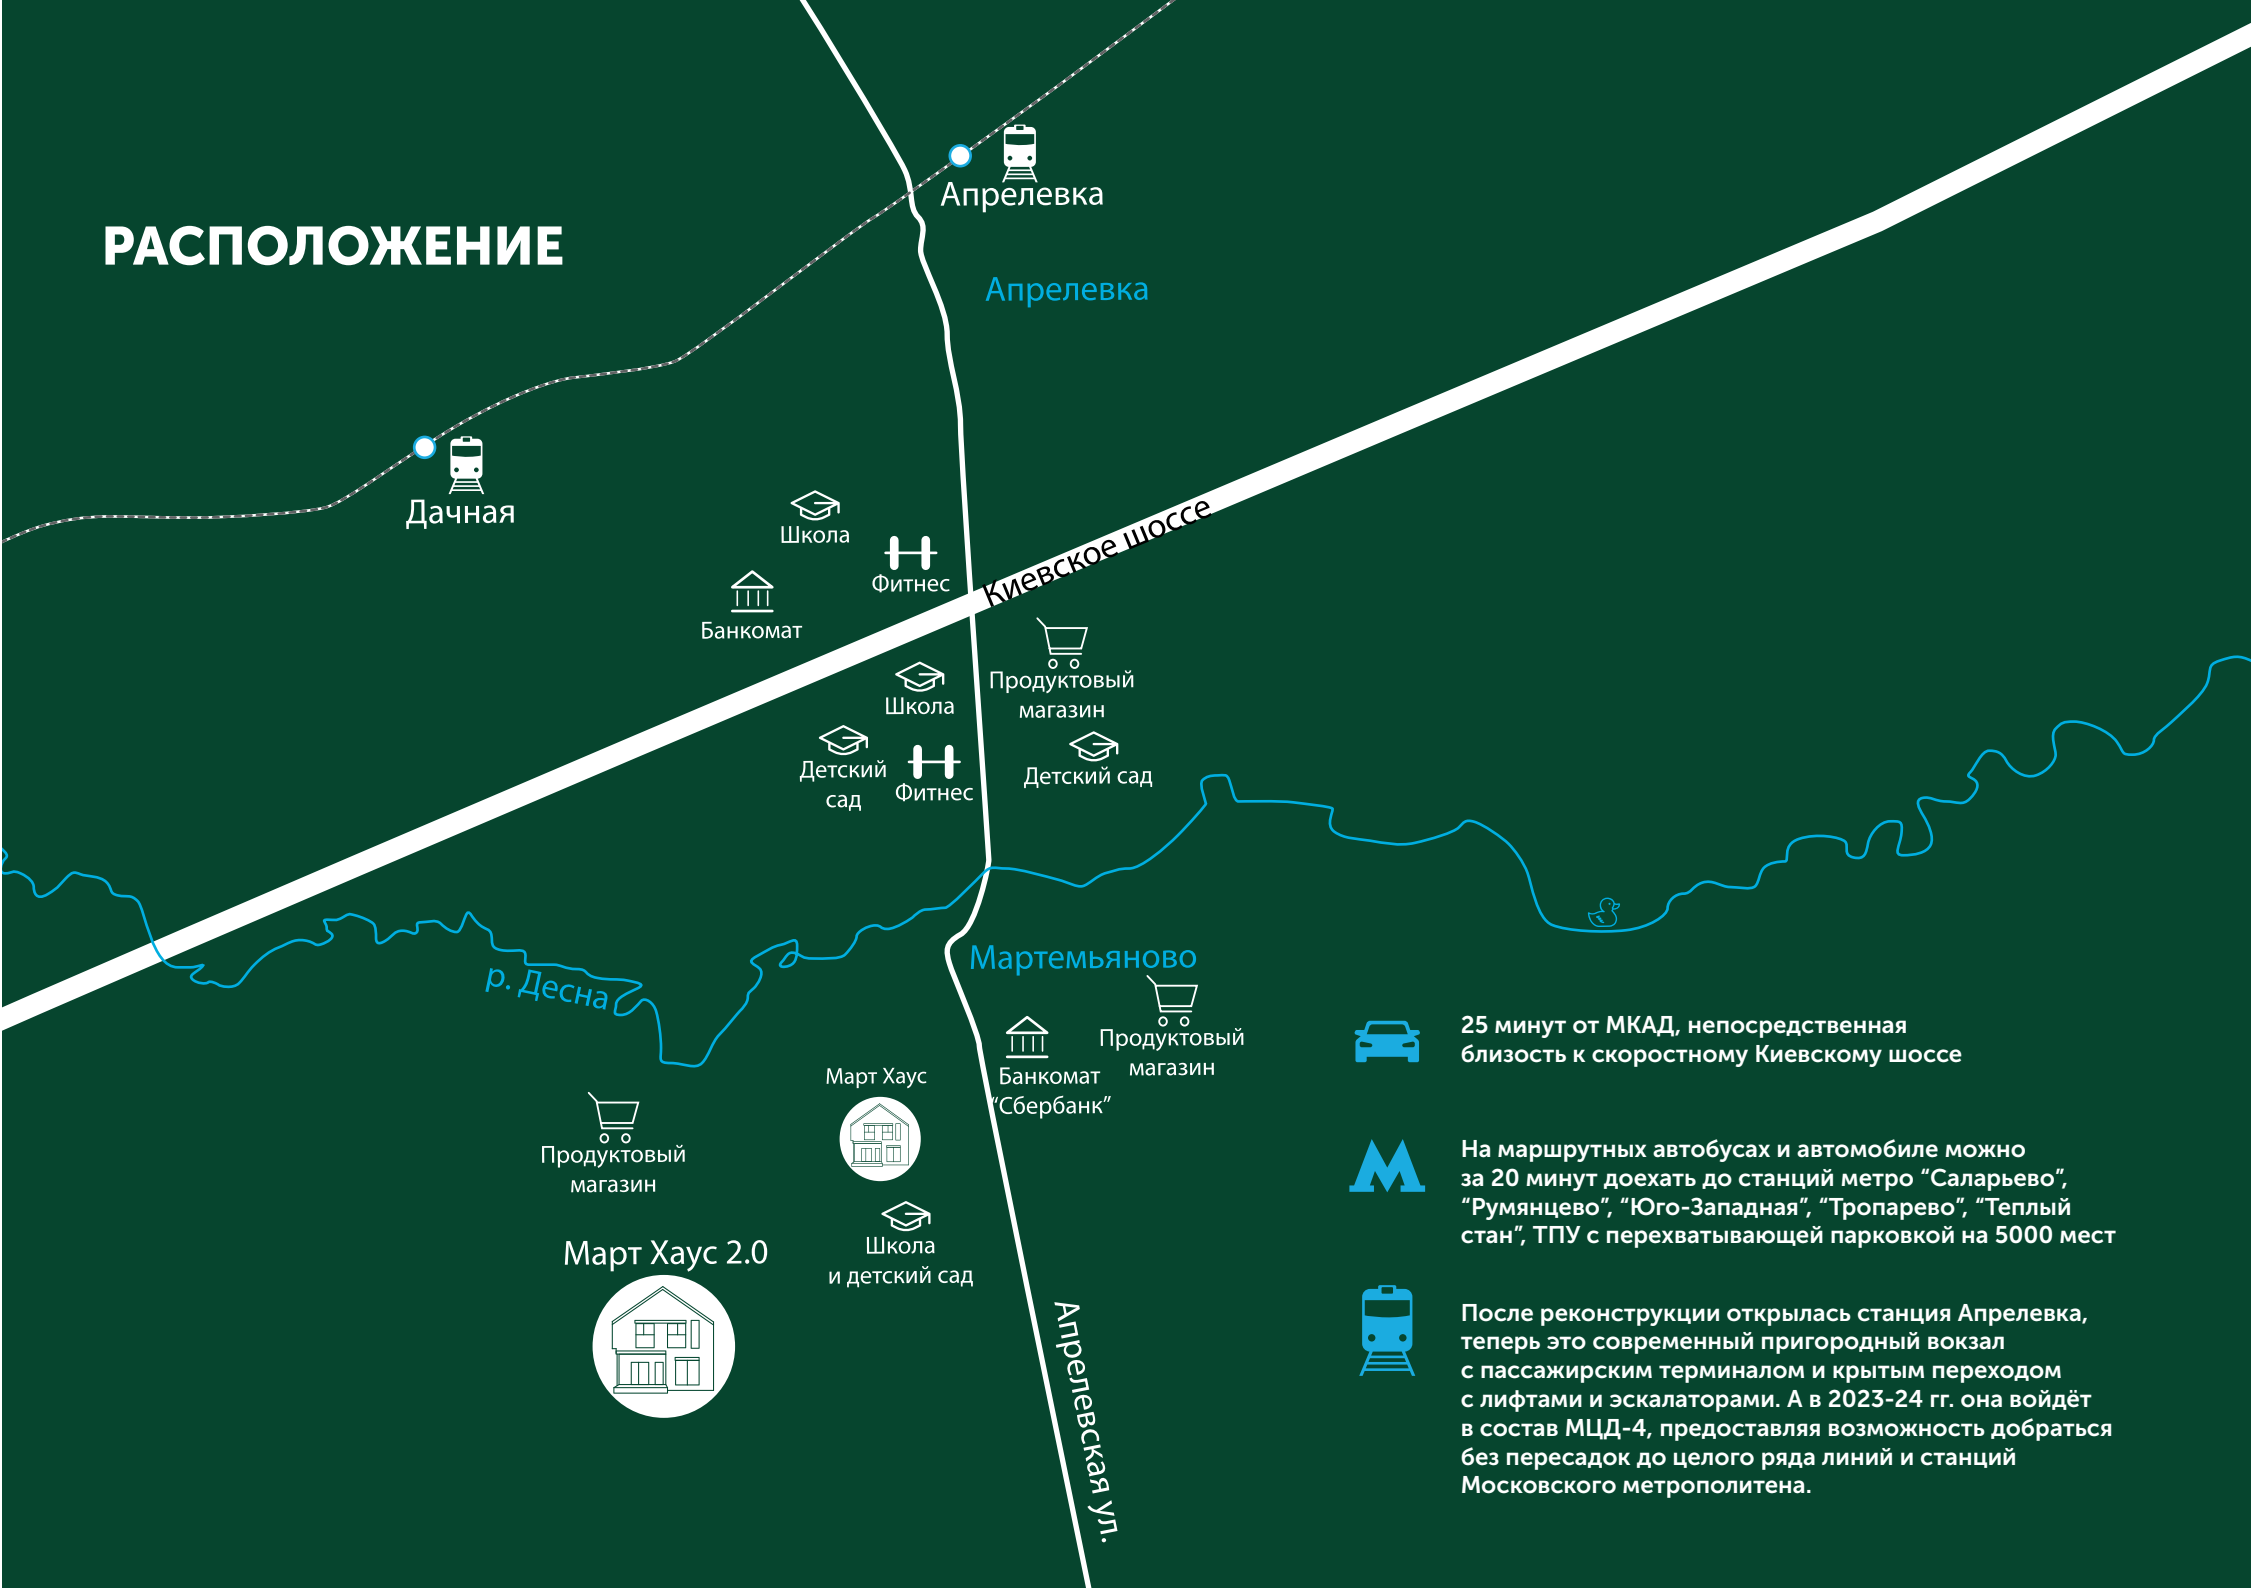 РАСПОЛОЖЕНИЕ
Апрелевка
Апрелевка
Дачная
Школа
Фитнес
Банкомат
Киевское шоссе
Школа
Продуктовый
магазин
Детский
сад
Фитнес
Детский сад
р. Десна
Мартемьяново
Продуктовый
магазин
Банкомат
“Сбербанк”
Март Хаус
Продуктовый
магазин
Школа
и детский сад
Март Хаус 2.0
Апрелевская ул.
25 минут от МКАД, непосредственная
близость к скоростному Киевскому шоссе
На маршрутных автобусах и автомобиле можно
за 20 минут доехать до станций метро “Саларьево”,
“Румянцево”, “Юго-Западная”, “Тропарево”, “Теплый
стан”, ТПУ с перехватывающей парковкой на 5000 мест
После реконструкции открылась станция Апрелевка,
теперь это современный пригородный вокзал
с пассажирским терминалом и крытым переходом
с лифтами и эскалаторами. А в 2023-24 гг. она войдёт
в состав МЦД-4, предоставляя возможность добраться
без пересадок до целого ряда линий и станций
Московского метрополитена.